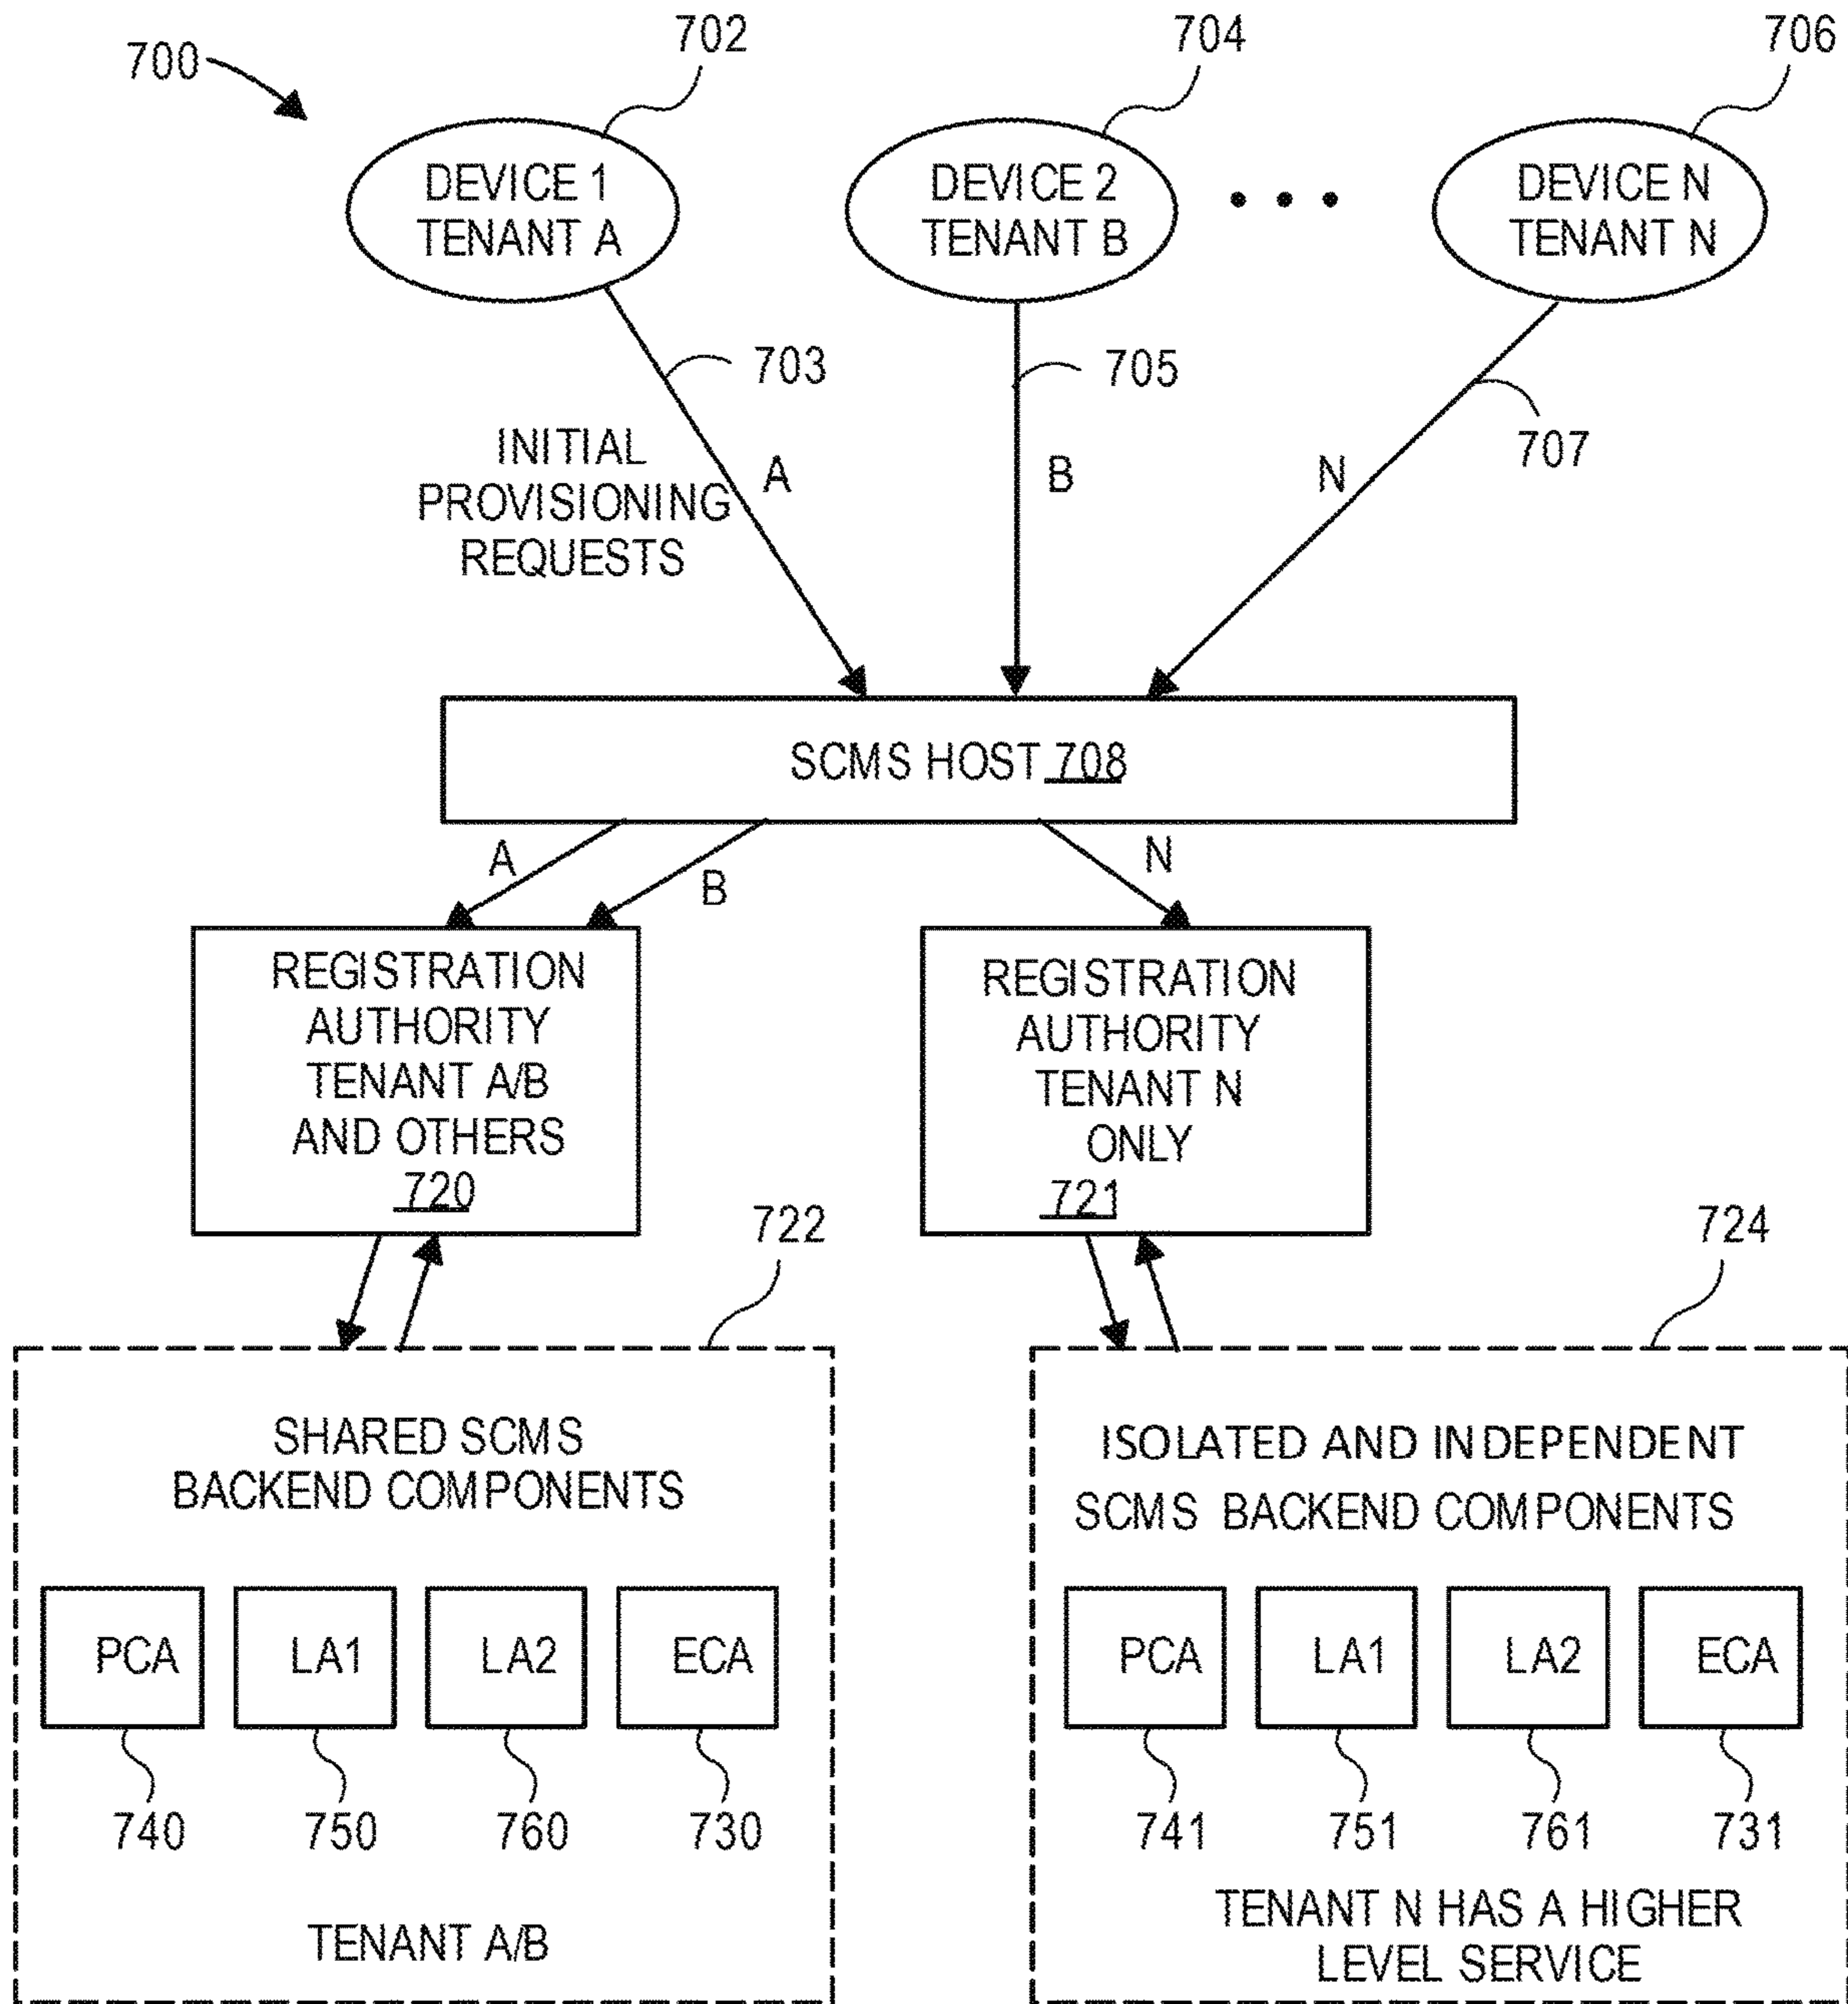 700
702
704
706
DEVICE 1
TENANT A
DEVICE 2
TENANT B
• • •
DEVICE N
TENANT N
703
705
707
INITIAL
PROVISIONING
REQUESTS
A
B
N
SCMS HOST 708
A
B
N
REGISTRATION
AUTHORITY
TENANT A/B
AND OTHERS
720
REGISTRATION
AUTHORITY
TENANT N
ONLY
721
722
724
SHARED SCMS
BACKEND COMPONENTS
PCA
LA1
LA2
ECA
740
750
760
730
TENANT A/B
ISOLATED AND INDEPENDENT
SCMS BACKEND COMPONENTS
PCA
LA1
LA2
ECA
741
751
761
731
TENANT N HAS A HIGHER
LEVEL SERVICE